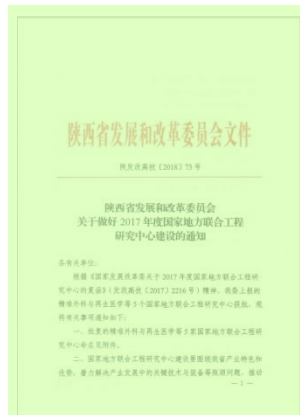 陕西省发展和改革委员会文件
陕发改高技〔2018〕73号
陕西省发展和改革委员会
关于做好2017年度国家地方联合工程
研究中心建设的通知
各有关单位:
根据《国家发展改革委关于2017年度国家地方联合工程研
究中心的复函》(发改高技〔2017〕2216号)精神,我委上报的
精准外科与再生医学等5个国家地方联合工程研究中心获批,现
将有关事项通知如下:
一、批复的精准外科与再生医学等5家国家地方联合工程研
究中心名见附件。
二、国家地方联合工程研究中心建设要围绕我省产业特色和
优势,着力解决产业发展中的关键技术与装备等瓶颈问题,推动
— 1 —